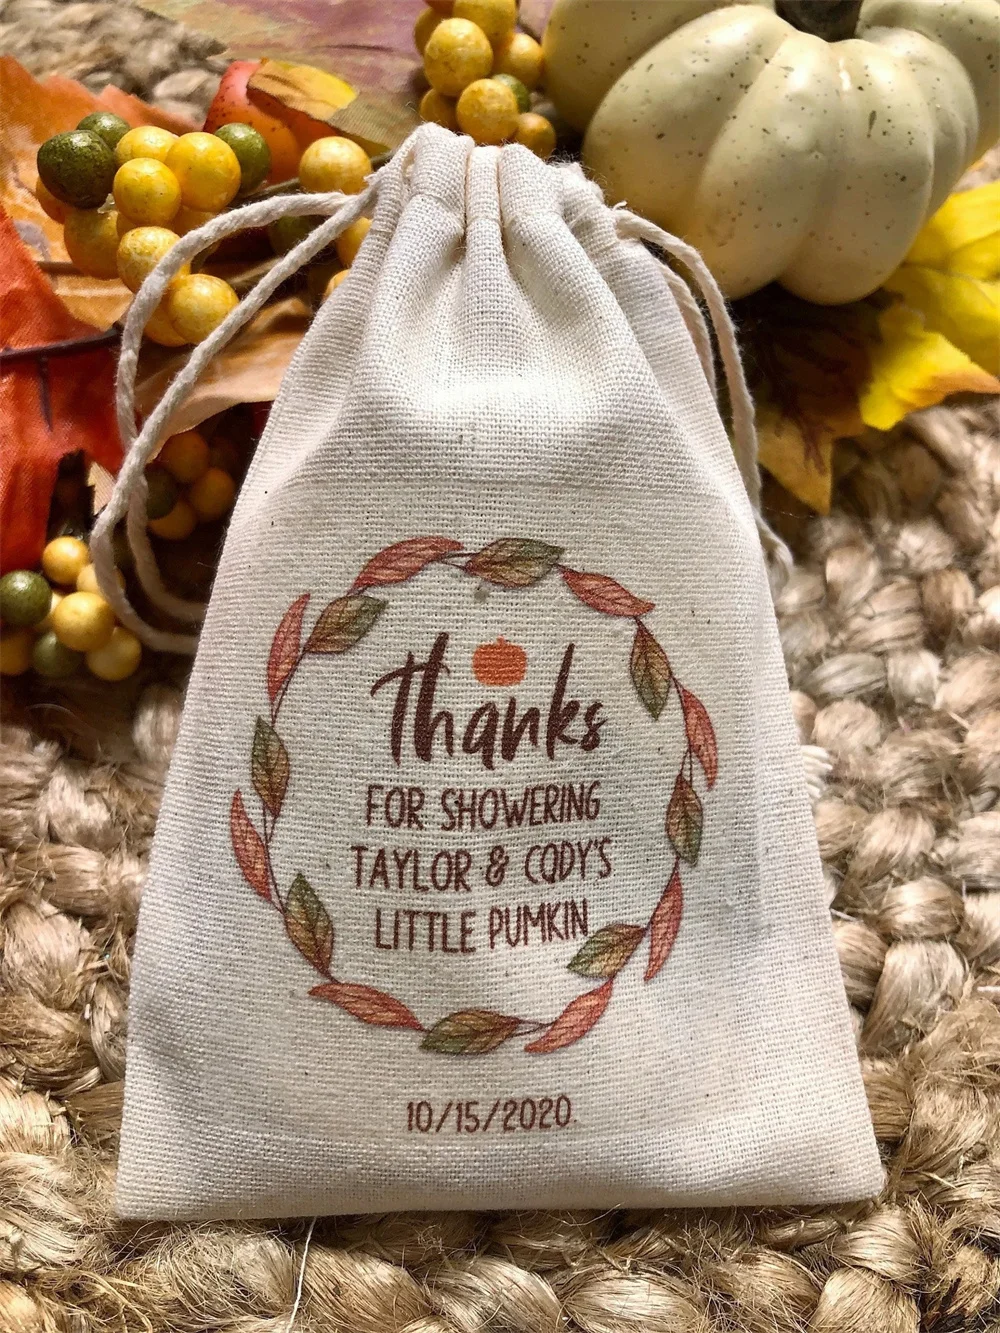 Thanks
FOR SHOWERING
TAYLOR & CODY'S
LITTLE PUMKIN
10/15/2020.